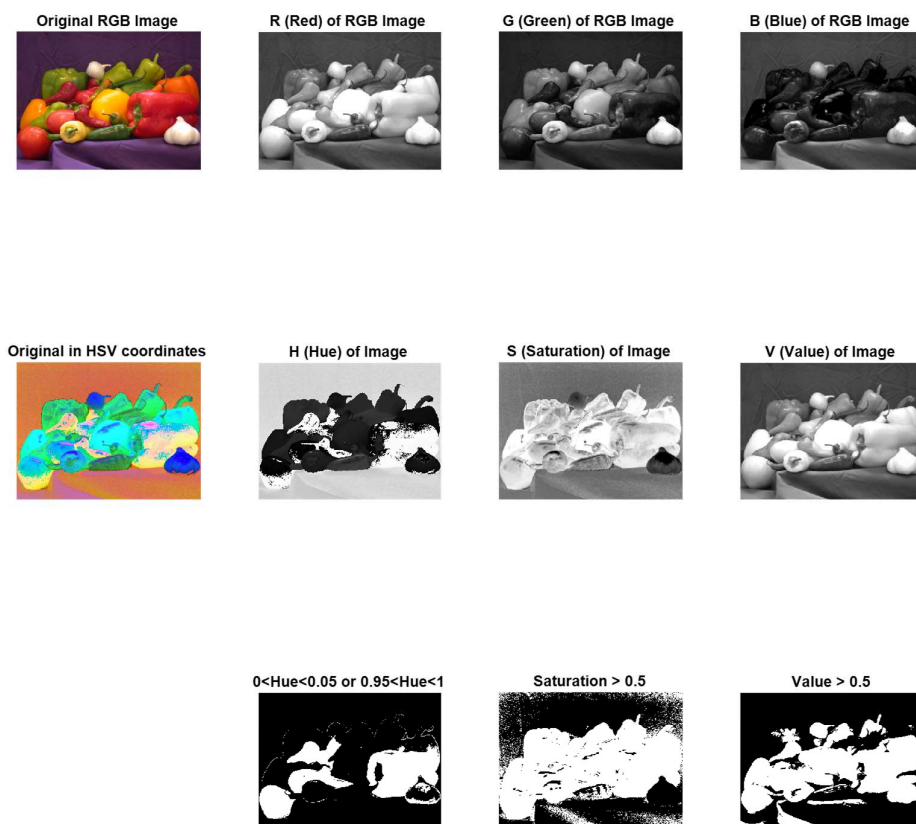 Original RGB Image
R (Red) of RGB Image
G (Green) of RGB Image
B (Blue) of RGB Image
Original in HSV coordinates
H (Hue) of Image
S (Saturation) of Image
V (Value) of Image
0<Hue<0.05 or 0.95<Hue<1
Saturation > 0.5
Value > 0.5